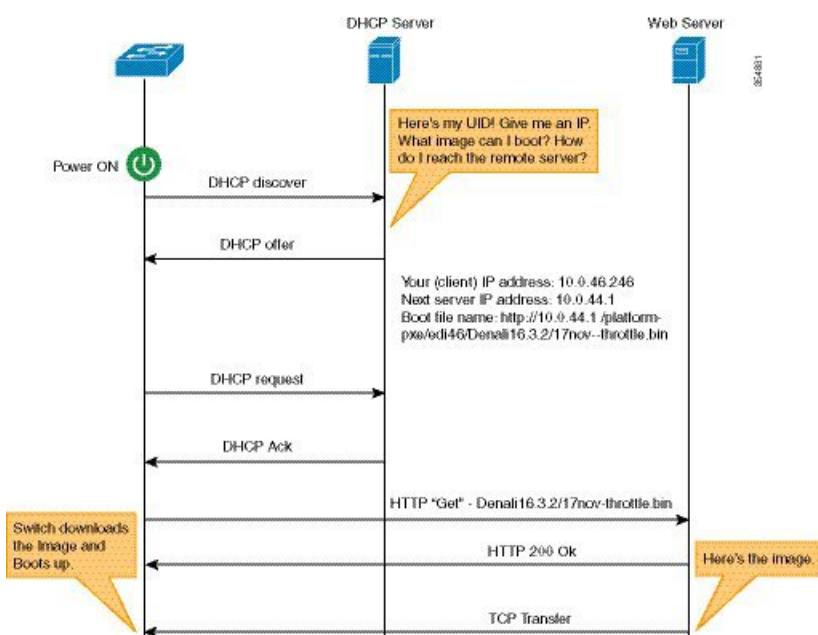 DHCP Server
Web Server
354881
Here's my UID! Give me an IP.
What image can I boot? How
do I reach the remote server?
Power ON
DHCP discover
DHCP offer
Your (client) IP address: 10.0.46.246
Next server IP address: 10.0.44.1
Boot file name: http://10.0.44.1 /platform-
pxe/edi46/Denali16.3.2/17nov--throttle.bin
DHCP request
DHCP Ack
HTTP "Get" - Denali16.3.2/17nov-throttle.bin
Switch downloads
the Image and
Boots up.
HTTP 200 Ok
Here's the image.
TCP Transfer